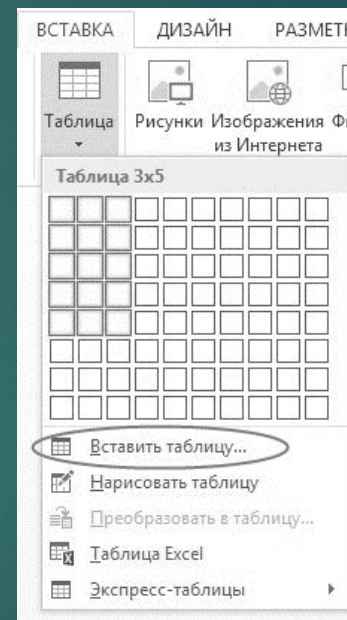 ВСТАВКА ДИЗАЙН РАЗМЕТ
Таблица Рисунки Изображения
из Интернета
Таблица 3x5
Вставить таблицу...
Нарисовать таблицу
Преобразовать в таблицу...
Таблица Excel
Экспресс-таблицы